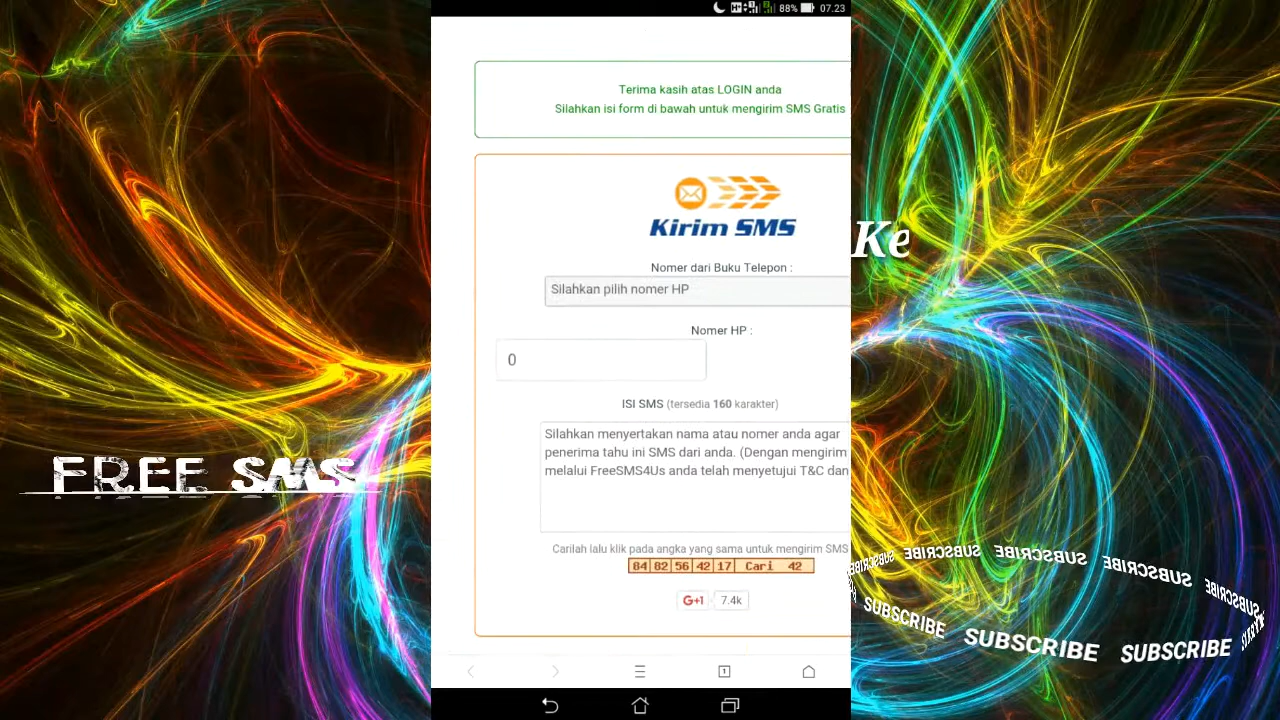 88% 07.23
Terima kasih atas LOGIN anda
Silahkan isi form di bawah untuk mengirim SMS Gratis
Kirim SMS
Nomer dari Buku Telepon :
Silahkan pilih nomer HP
Nomer HP :
0
ISI SMS (tersedia 160 karakter)
Silahkan menyertakan nama atau nomer anda agar
penerima tahu ini SMS dari anda. (Dengan mengirim
melalui FreeSMS4Us anda telah menyetujui T&C dan
Carilah lalu klik pada angka yang sama untuk mengirim SMS
84 82 56 42 17 Cari 42
G+1 7.4k
1
FREE SMS
Ke
SUBSCRIBE SUBSCRIBE SUBSCRIBE SUBSCRIBE SUBSCRIBE
SUBSCRIBE SUBSCRIBE SUBSCRIBE